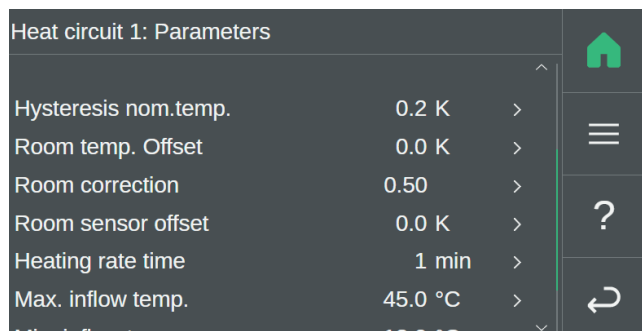 Heat circuit 1: Parameters
Hysteresis nom.temp. 0.2 K >
Room temp. Offset 0.0 K >
Room correction 0.50 >
Room sensor offset 0.0 K >
Heating rate time 1 min >
Max. inflow temp. 45.0 °C >
?